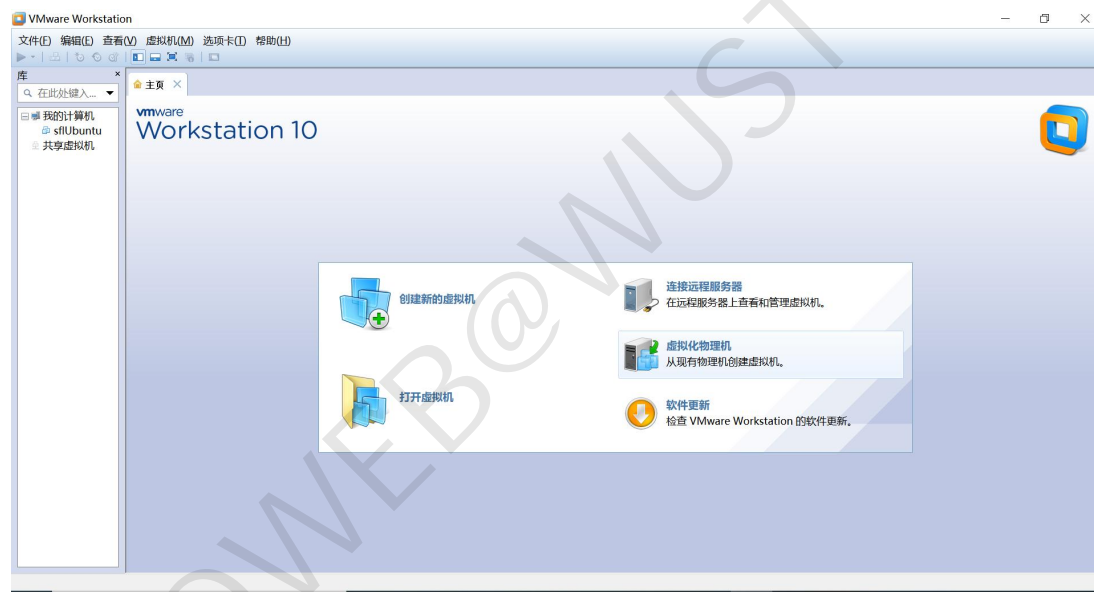 VMware Workstation
文件(F) 编辑(E) 查看(V) 虚拟机(M) 选项卡(T) 帮助(H)
库
在此处键入...
我的计算机
sflUbuntu
共享虚拟机
主页
vmware
Workstation 10
创建新的虚拟机
打开虚拟机
连接远程服务器
在远程服务器上查看和管理虚拟机。
虚拟化物理机
从现有物理机创建虚拟机。
软件更新
检查 VMware Workstation 的软件更新。
WEB@WUST